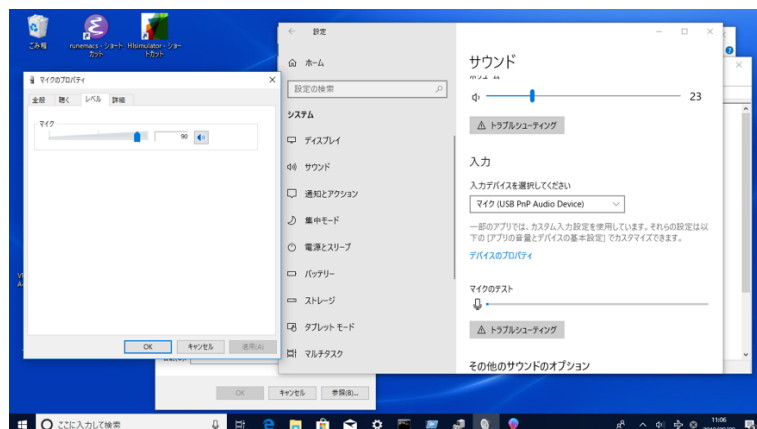 ごみ箱
runemacs - ショート
カット
HIsimulator - ショー
トカット
マイクのプロパティ
全般 聴く レベル 詳細
マイク
90
OK
キャンセル
適用(A)
設定
ホーム
設定の検索
システム
ディスプレイ
サウンド
通知とアクション
集中モード
電源とスリープ
バッテリー
ストレージ
タブレット モード
マルチタスク
サウンド
23
トラブルシューティング
入力
入力デバイスを選択してください
マイク (USB PnP Audio Device)
一部のアプリでは、カスタム入力設定を使用しています。それらの設定は以
下の [アプリの音量とデバイスの基本設定] でカスタマイズできます。
デバイスのプロパティ
マイクのテスト
トラブルシューティング
その他のサウンドのオプション
OK
キャンセル
参照(B)...
ここに入力して検索
11:06